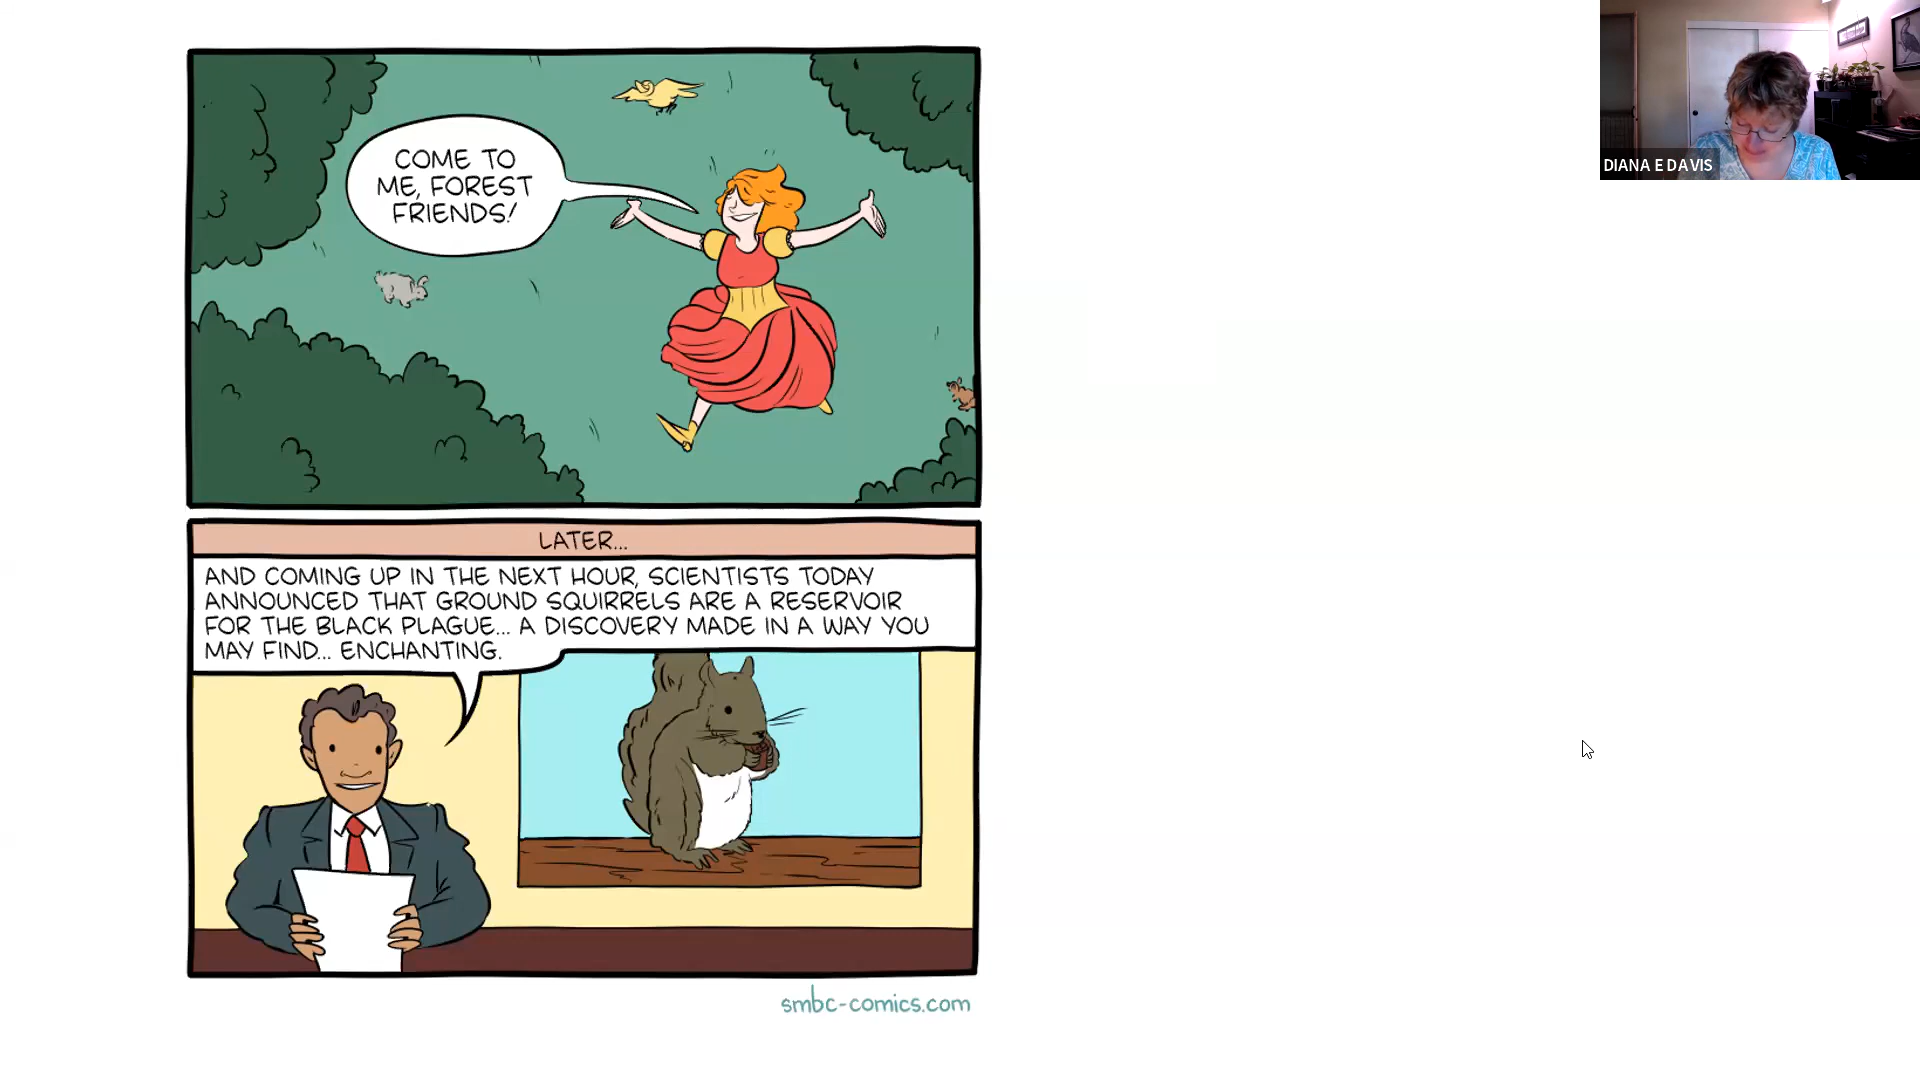 COME TO
ME, FOREST
FRIENDS!
DIANA E DAVIS
LATER...
AND COMING UP IN THE NEXT HOUR, SCIENTISTS TODAY
ANNOUNCED THAT GROUND SQUIRRELS ARE A RESERVOIR
FOR THE BLACK PLAGUE... A DISCOVERY MADE IN A WAY YOU
MAY FIND... ENCHANTING.
smbc-comics.com